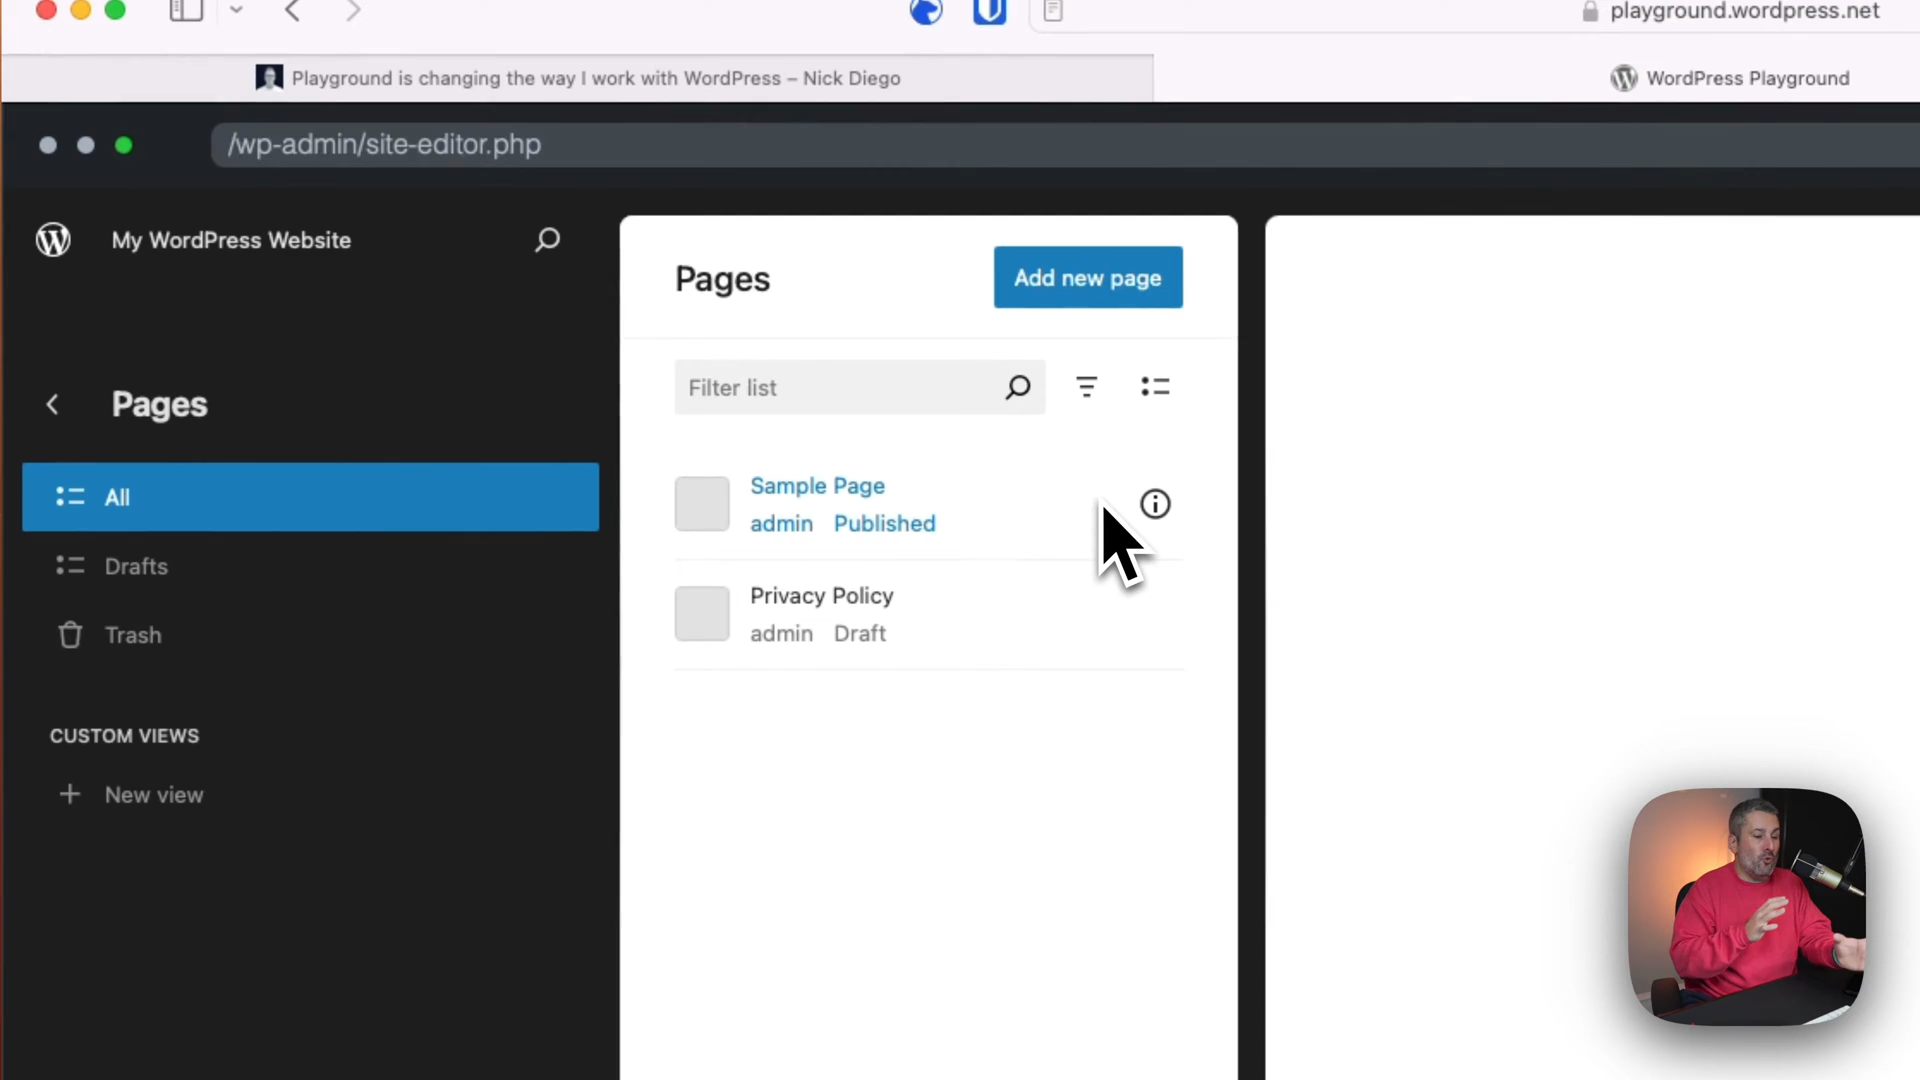 playground.wordpress.net
Playground is changing the way I work with WordPress – Nick Diego
WordPress Playground
/wp-admin/site-editor.php
My WordPress Website
Pages
All
Drafts
Trash
CUSTOM VIEWS
New view
Pages
Add new page
Filter list
Sample Page
admin Published
Privacy Policy
admin Draft